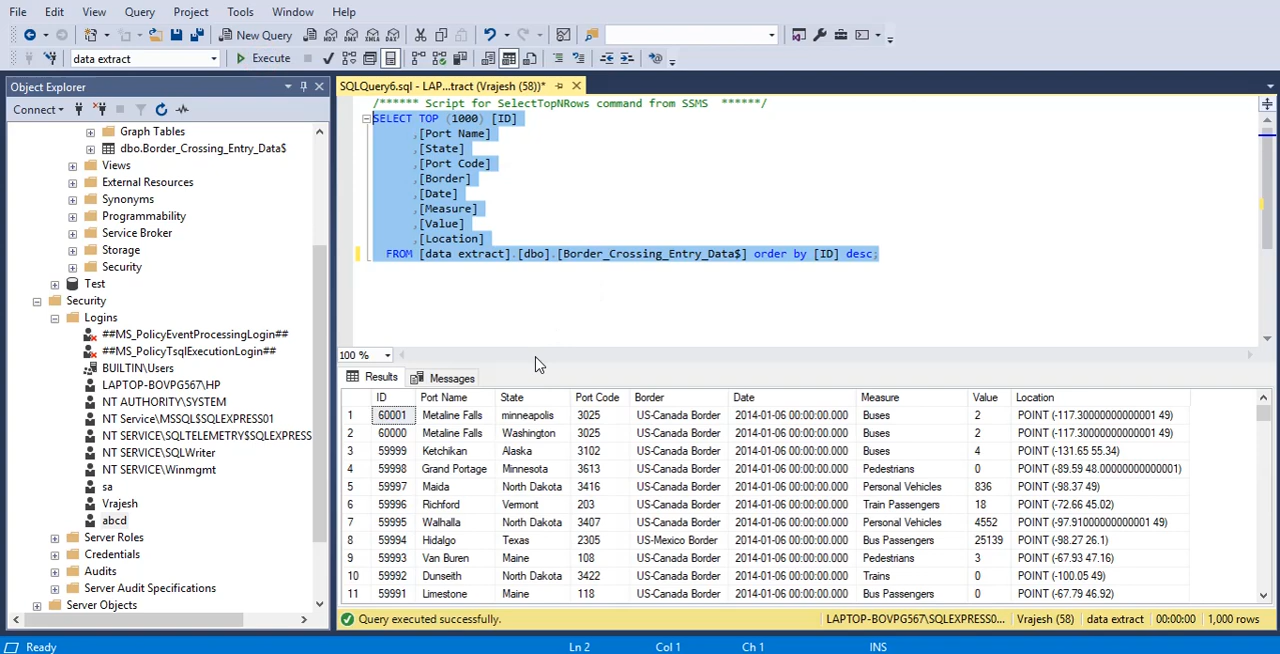 File Edit View Query Project Tools Window Help
New Query MDX DMX XMLA DAX
data extract Execute
Object Explorer
SQLQuery6.sql - LAP...tract (Vrajesh (58))*
Connect
Graph Tables
dbo.Border_Crossing_Entry_Data$
Views
External Resources
Synonyms
Programmability
Service Broker
Storage
Security
Test
Security
Logins
##MS_PolicyEventProcessingLogin##
##MS_PolicyTsqlExecutionLogin##
BUILTIN\Users
LAPTOP-BOVPG567\HP
NT AUTHORITY\SYSTEM
NT Service\MSSQL$SQLEXPRESS01
NT SERVICE\SQLTELEMETRY$SQLEXPRESS
NT SERVICE\SQLWriter
NT SERVICE\Winmgmt
sa
Vrajesh
abcd
Server Roles
Credentials
Audits
Server Audit Specifications
Server Objects
/****** Script for SelectTopNRows command from SSMS ******/
SELECT TOP (1000) [ID]
,[Port Name]
,[State]
,[Port Code]
,[Border]
,[Date]
,[Measure]
,[Value]
,[Location]
FROM [data extract].[dbo].[Border_Crossing_Entry_Data$] order by [ID] desc;
100 %
Results Messages
ID Port Name State Port Code Border Date Measure Value Location
1 60001 Metaline Falls minneapolis 3025 US-Canada Border 2014-01-06 00:00:00.000 Buses 2 POINT (-117.30000000000001 49)
2 60000 Metaline Falls Washington 3025 US-Canada Border 2014-01-06 00:00:00.000 Buses 2 POINT (-117.30000000000001 49)
3 59999 Ketchikan Alaska 3102 US-Canada Border 2014-01-06 00:00:00.000 Buses 4 POINT (-131.65 55.34)
4 59998 Grand Portage Minnesota 3613 US-Canada Border 2014-01-06 00:00:00.000 Pedestrians 0 POINT (-89.59 48.00000000000001)
5 59997 Maida North Dakota 3416 US-Canada Border 2014-01-06 00:00:00.000 Personal Vehicles 836 POINT (-98.37 49)
6 59996 Richford Vermont 203 US-Canada Border 2014-01-06 00:00:00.000 Train Passengers 18 POINT (-72.66 45.02)
7 59995 Walhalla North Dakota 3407 US-Canada Border 2014-01-06 00:00:00.000 Personal Vehicles 4552 POINT (-97.91000000000001 49)
8 59994 Hidalgo Texas 2305 US-Mexico Border 2014-01-06 00:00:00.000 Bus Passengers 25139 POINT (-98.27 26.1)
9 59993 Van Buren Maine 108 US-Canada Border 2014-01-06 00:00:00.000 Pedestrians 3 POINT (-67.93 47.16)
10 59992 Dunseith North Dakota 3422 US-Canada Border 2014-01-06 00:00:00.000 Trains 0 POINT (-100.05 49)
11 59991 Limestone Maine 118 US-Canada Border 2014-01-06 00:00:00.000 Bus Passengers 0 POINT (-67.79 46.92)
Query executed successfully. LAPTOP-BOVPG567\SQLEXPRESS0... Vrajesh (58) data extract 00:00:00 1,000 rows
Ready Ln 2 Col 1 Ch 1 INS